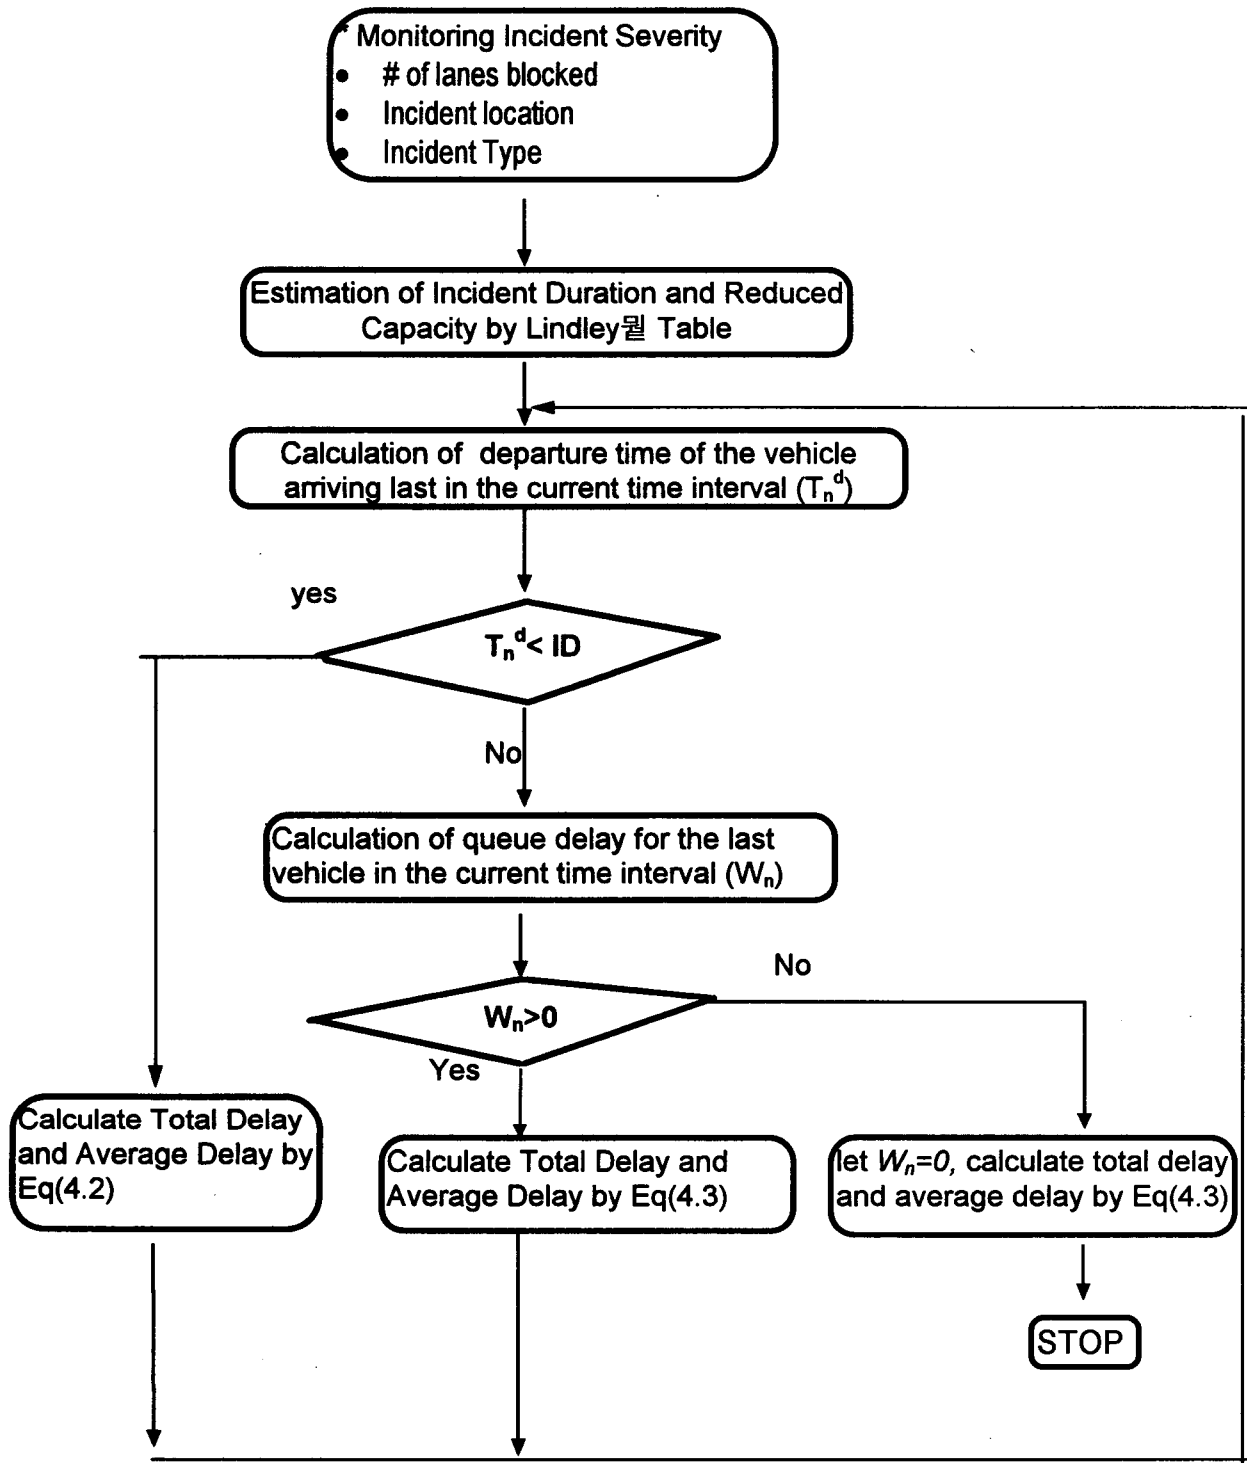 * Monitoring Incident Severity
• # of lanes blocked
• Incident location
• Incident Type
Estimation of Incident Duration and Reduced
Capacity by Lindley뭩 Table
Calculation of departure time of the vehicle
arriving last in the current time interval (Tₙᵈ)
yes
Tₙᵈ< ID
No
Calculation of queue delay for the last
vehicle in the current time interval (Wₙ)
No
Wₙ>0
Yes
Calculate Total Delay
and Average Delay by
Eq(4.2)
Calculate Total Delay and
Average Delay by Eq(4.3)
let Wₙ=0, calculate total delay
and average delay by Eq(4.3)
STOP